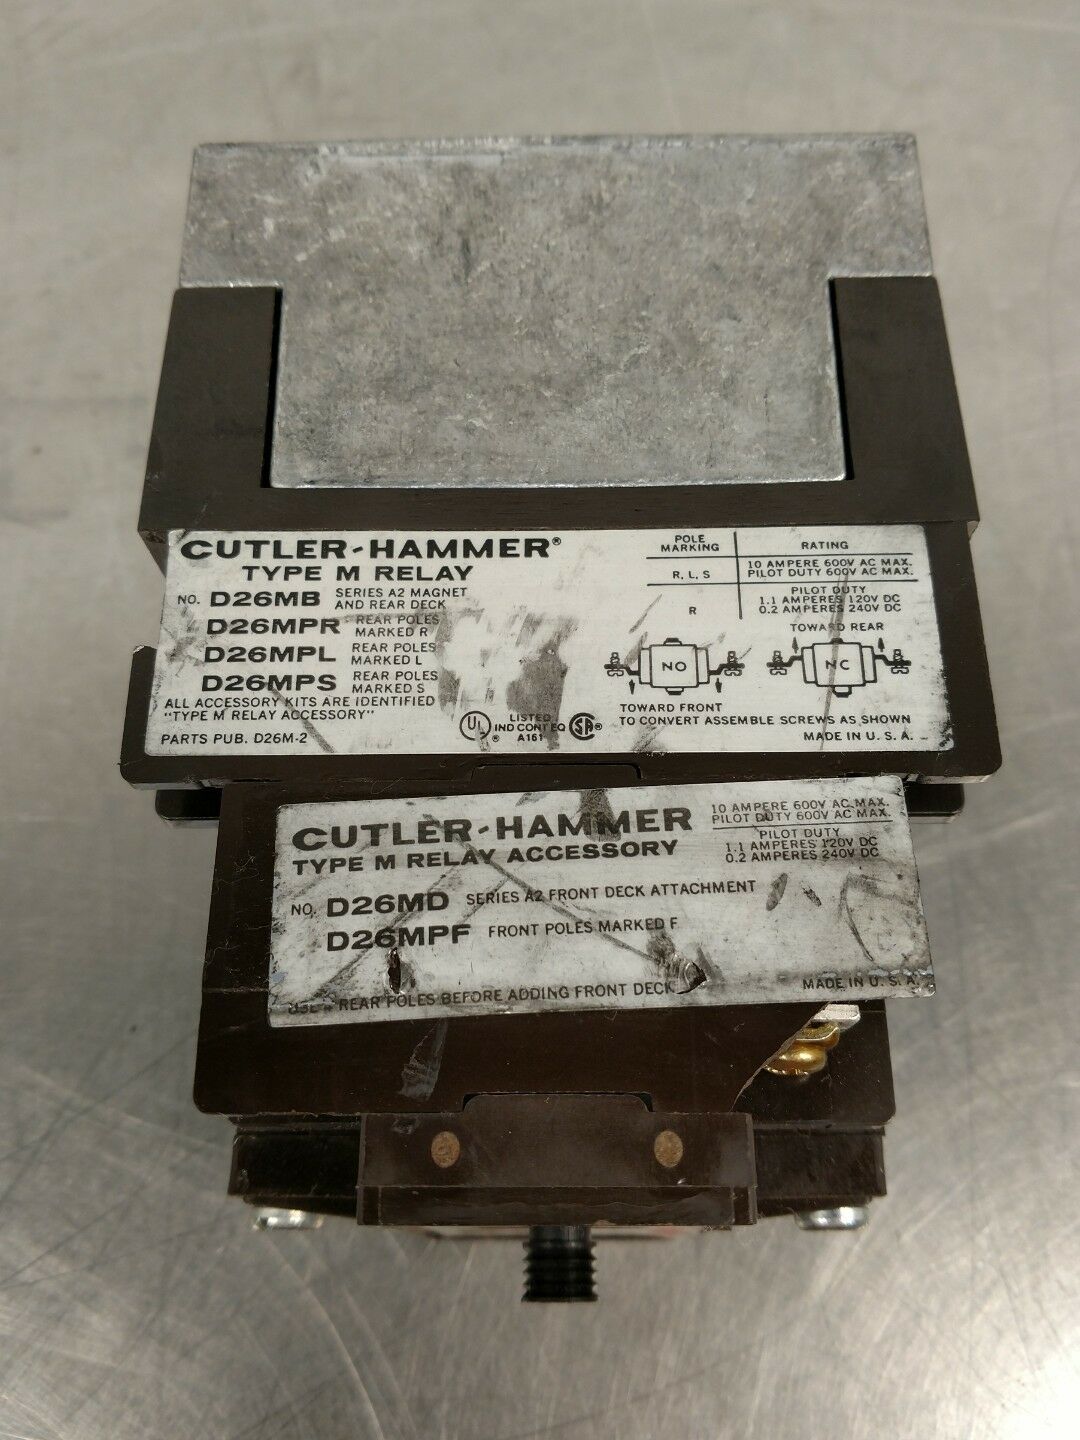 CUTLER-HAMMER®
TYPE M RELAY
NO. D26MB SERIES A2 MAGNET AND REAR DECK
D26MPR REAR POLES MARKED R
D26MPL REAR POLES MARKED L
D26MPS REAR POLES MARKED S
ALL ACCESSORY KITS ARE IDENTIFIED
"TYPE M RELAY ACCESSORY"
PARTS PUB. D26M-2
UL ®
LISTED
IND CONT EQ
A161
SA ®
POLE MARKING
RATING
R, L, S
10 AMPERE 600V AC MAX.
PILOT DUTY 600V AC MAX.
R
PILOT DUTY
1.1 AMPERES 120V DC
0.2 AMPERES 240V DC
TOWARD REAR
NO
NC
TOWARD FRONT
TO CONVERT ASSEMBLE SCREWS AS SHOWN
MADE IN U. S. A.
CUTLER-HAMMER
TYPE M RELAY ACCESSORY
10 AMPERE 600V AC MAX.
PILOT DUTY 600V AC MAX.
PILOT DUTY
1.1 AMPERES 120V DC
0.2 AMPERES 240V DC
NO. D26MD SERIES A2 FRONT DECK ATTACHMENT
D26MPF FRONT POLES MARKED F
REAR POLES BEFORE ADDING FRONT DECK
MADE IN U. S. A.